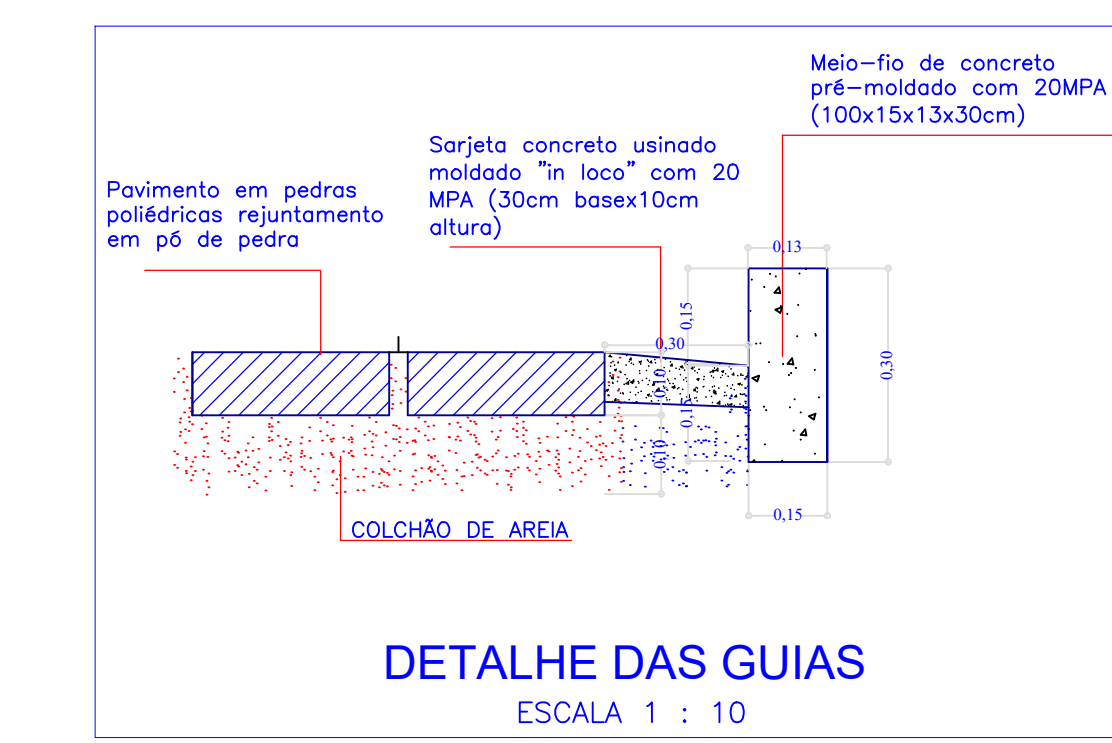 Meio-fio de concreto
pré-moldado com 20MPA
(100x15x13x30cm)
Sarjeta concreto usinado
moldado "in loco" com 20
MPA (30cm basex10cm
altura)
Pavimento em pedras
poliédricas rejuntamento
em pó de pedra
0,13
0,15
0,30
0,30
0,10
0,15
0,10
0,15
COLCHÃO DE AREIA
DETALHE DAS GUIAS
ESCALA 1 : 10